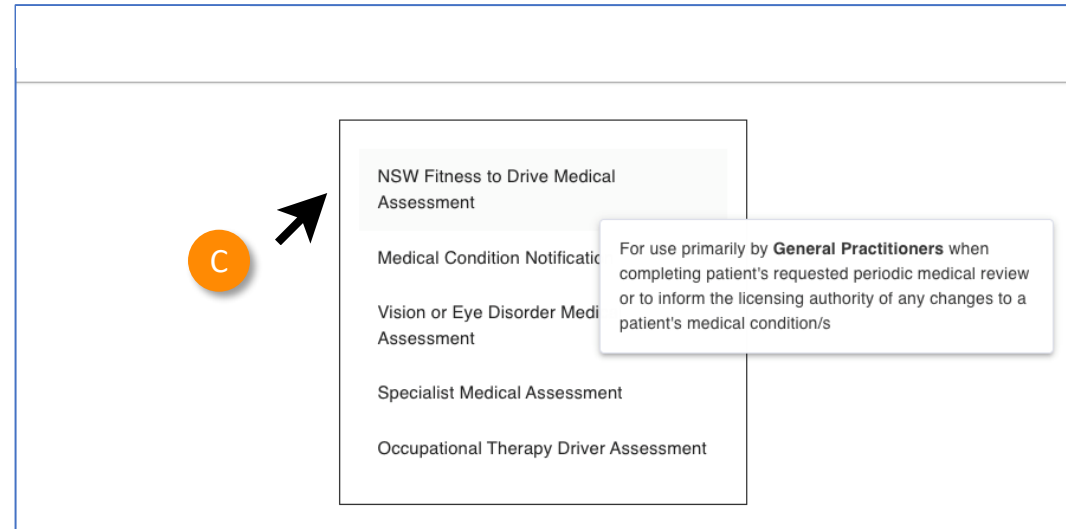 NSW Fitness to Drive Medical
Assessment
C
For use primarily by General Practitioners when
completing patient's requested periodic medical review
or to inform the licensing authority of any changes to a
patient's medical condition/s
Medical Condition
Vision or Eye Disorder
Assessment
Specialist Medical Assessment
Occupational Therapy Driver Assessment